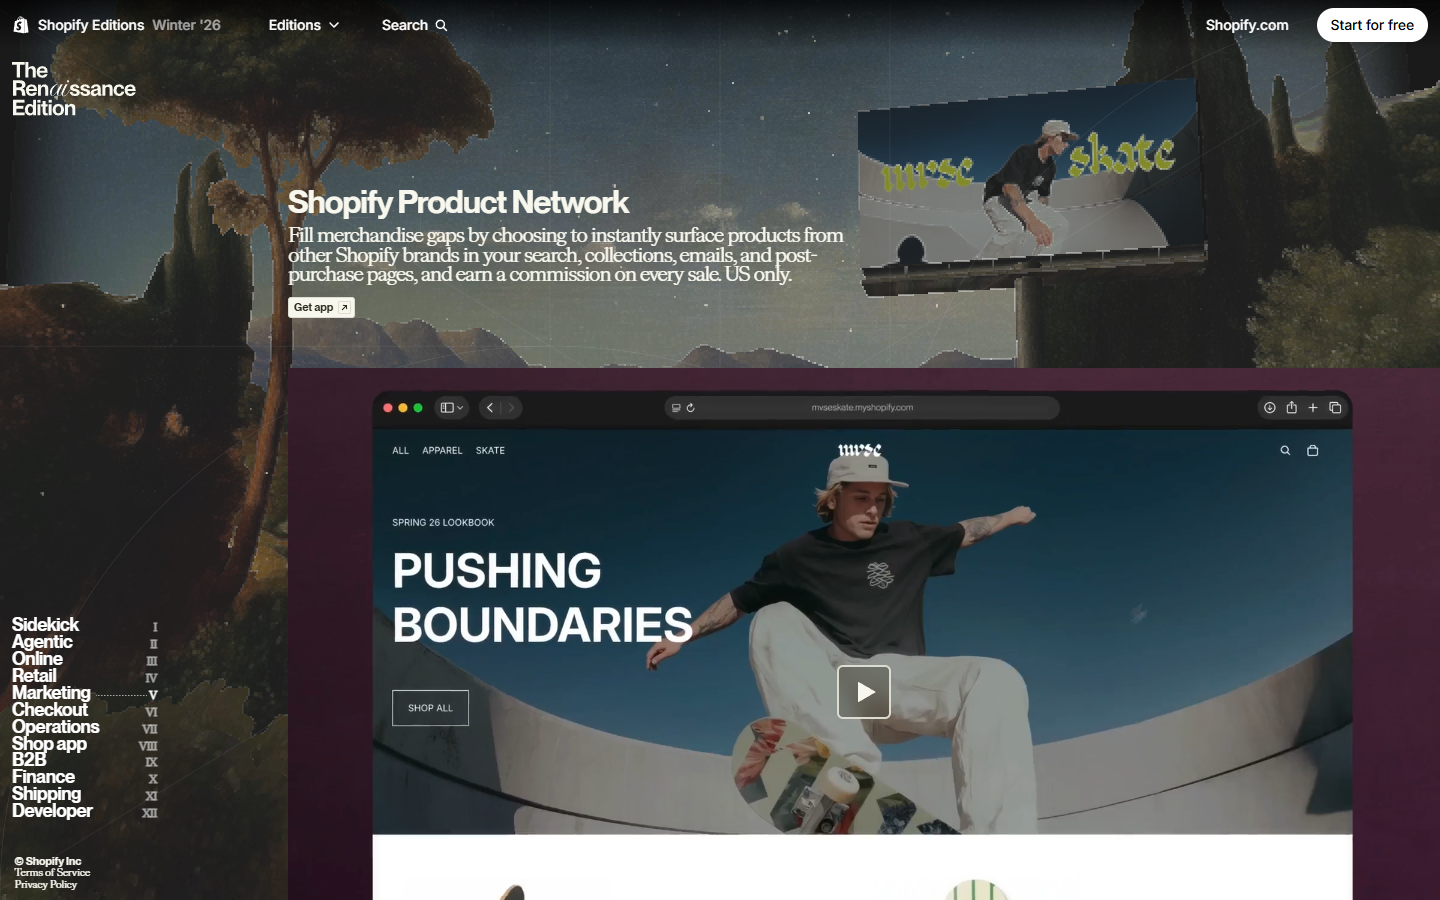 Shopify Editions Winter '26
Editions
Search
Shopify.com
Start for free
The
Renaissance
Edition
mrse skate
Shopify Product Network
Fill merchandise gaps by choosing to instantly surface products from
other Shopify brands in your search, collections, emails, and post-
purchase pages, and earn a commission on every sale. US only.
Get app
mvseskate.myshopify.com
ALL APPAREL SKATE
mrse
SPRING 26 LOOKBOOK
PUSHING
BOUNDARIES
SHOP ALL
Sidekick I
Agentic II
Online III
Retail IV
Marketing V
Checkout VI
Operations VII
Shop app VIII
B2B IX
Finance X
Shipping XI
Developer XII
© Shopify Inc
Terms of Service
Privacy Policy